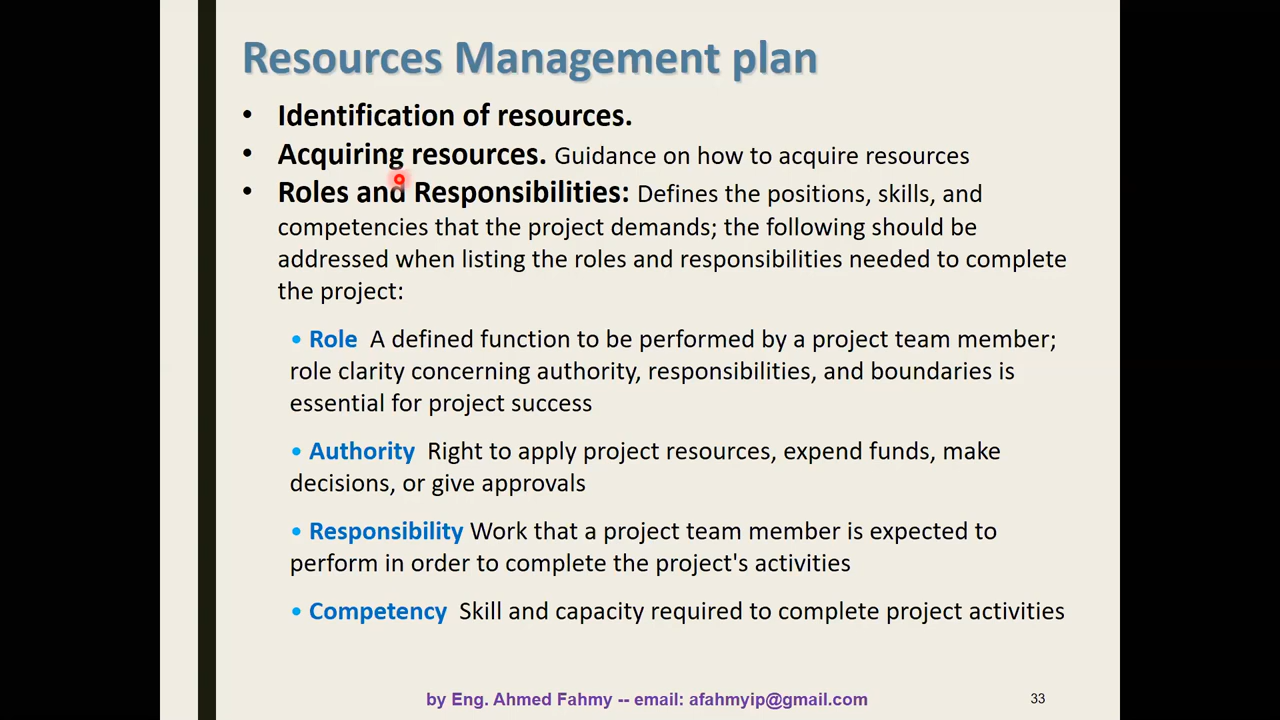 Resources Management plan
• Identification of resources.
• Acquiring resources. Guidance on how to acquire resources
• Roles and Responsibilities: Defines the positions, skills, and
competencies that the project demands; the following should be
addressed when listing the roles and responsibilities needed to complete
the project:
• Role A defined function to be performed by a project team member;
role clarity concerning authority, responsibilities, and boundaries is
essential for project success
• Authority Right to apply project resources, expend funds, make
decisions, or give approvals
• Responsibility Work that a project team member is expected to
perform in order to complete the project's activities
• Competency Skill and capacity required to complete project activities
by Eng. Ahmed Fahmy -- email: afahmyip@gmail.com
33